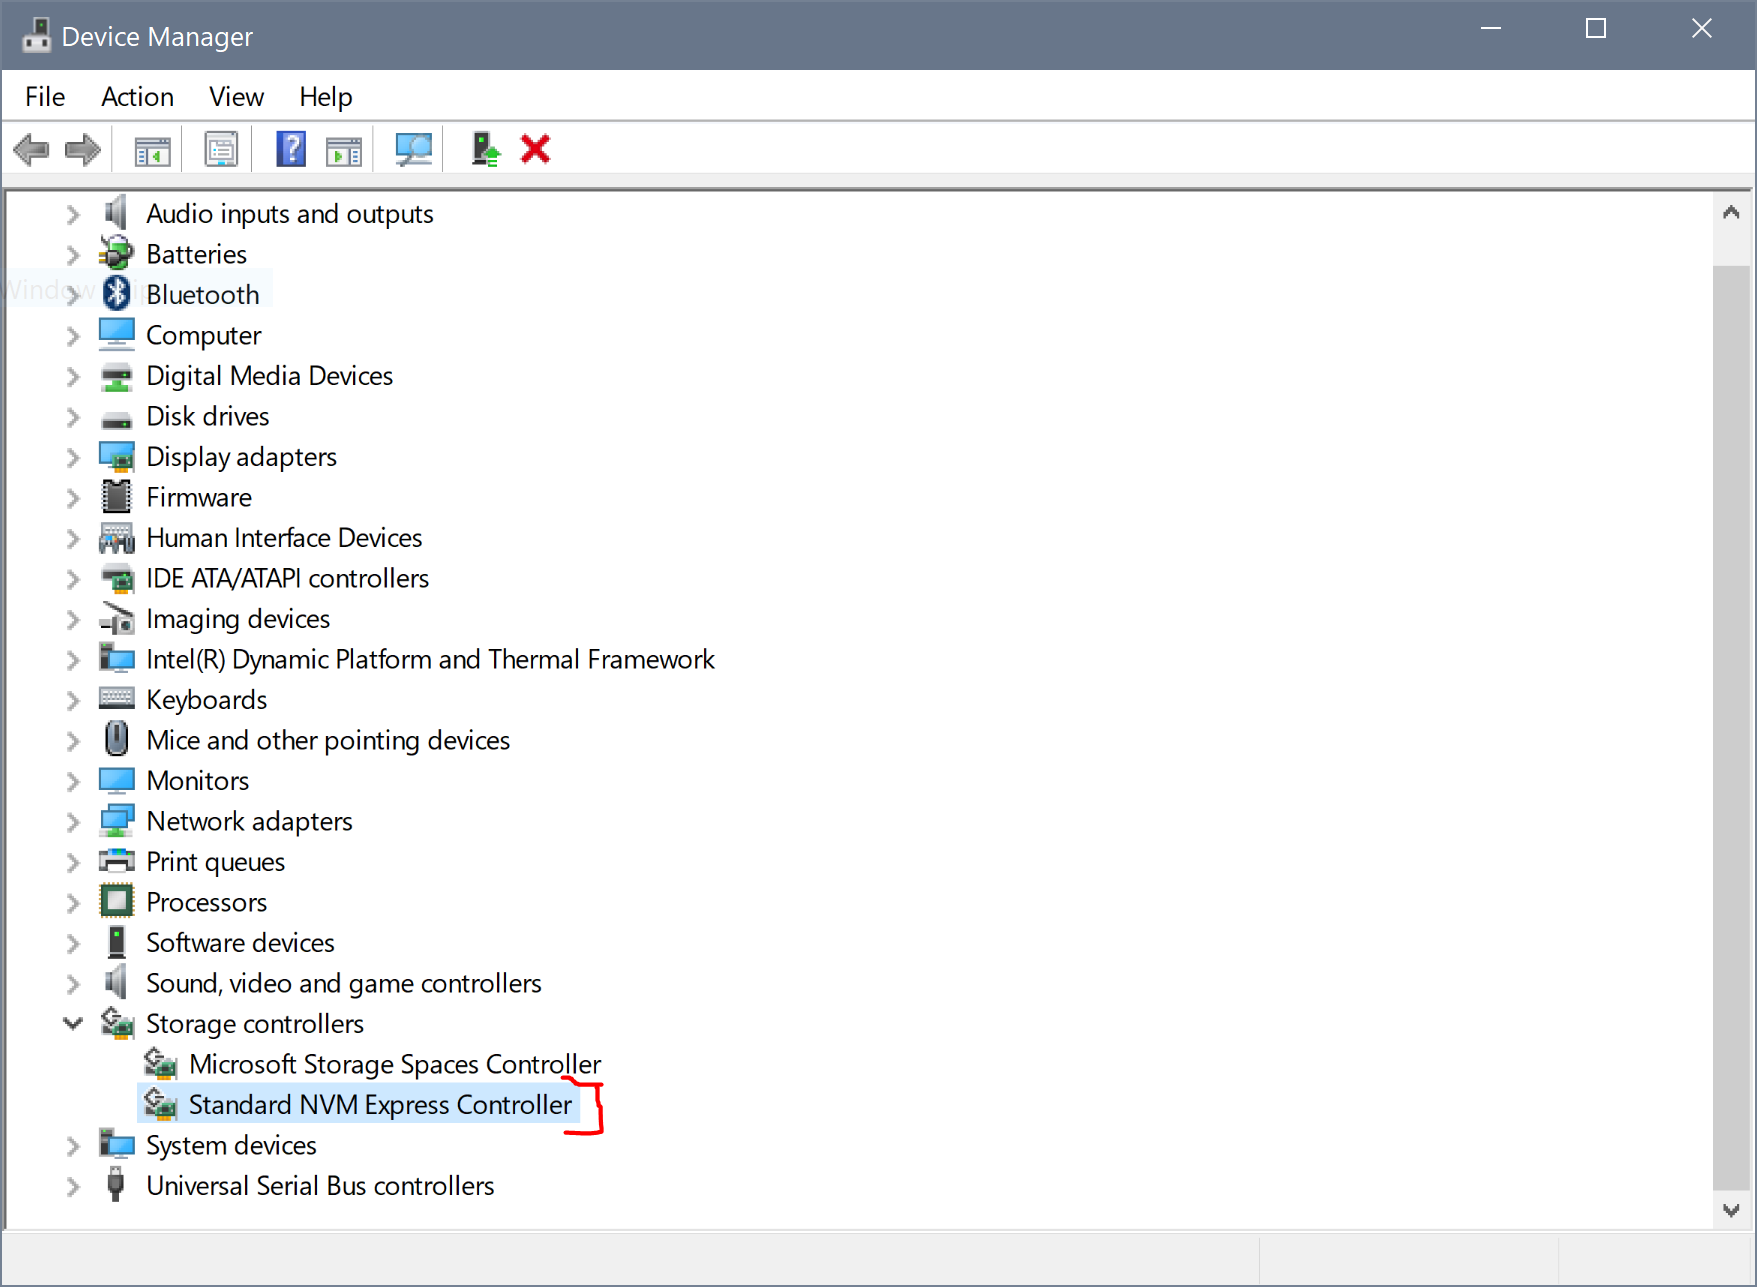 Device Manager
File Action View Help
Audio inputs and outputs
Batteries
Window
Bluetooth
Computer
Digital Media Devices
Disk drives
Display adapters
Firmware
Human Interface Devices
IDE ATA/ATAPI controllers
Imaging devices
Intel(R) Dynamic Platform and Thermal Framework
Keyboards
Mice and other pointing devices
Monitors
Network adapters
Print queues
Processors
Software devices
Sound, video and game controllers
Storage controllers
Microsoft Storage Spaces Controller
Standard NVM Express Controller
System devices
Universal Serial Bus controllers